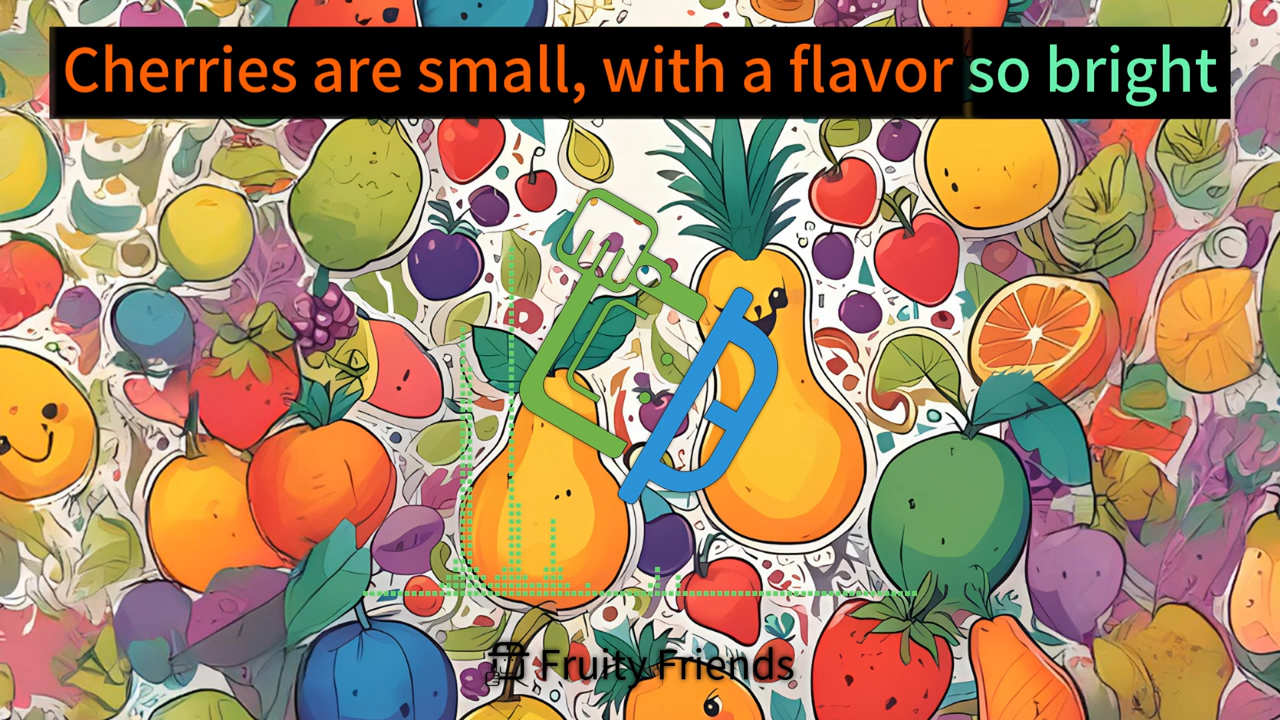 Cherries are small, with a flavor so bright
Fruity Friends